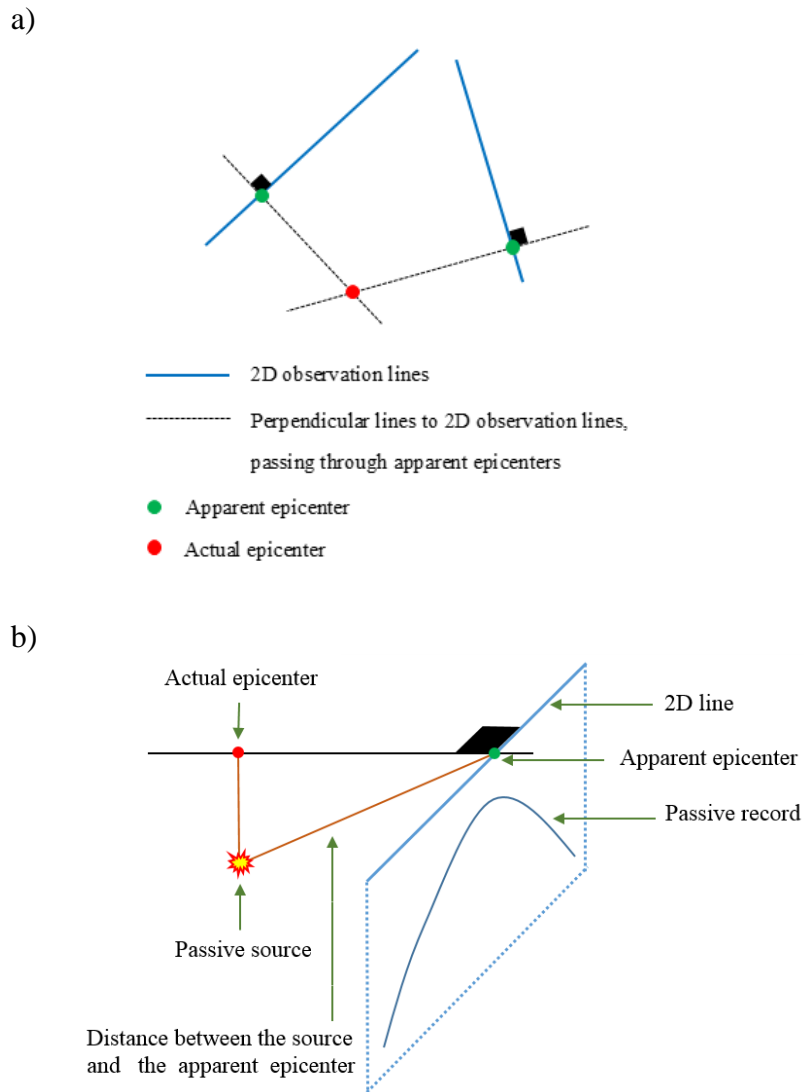 a)
2D observation lines
Perpendicular lines to 2D observation lines,
passing through apparent epicenters
Apparent epicenter
Actual epicenter
b)
Actual epicenter
2D line
Apparent epicenter
Passive record
Passive source
Distance between the source
and the apparent epicenter